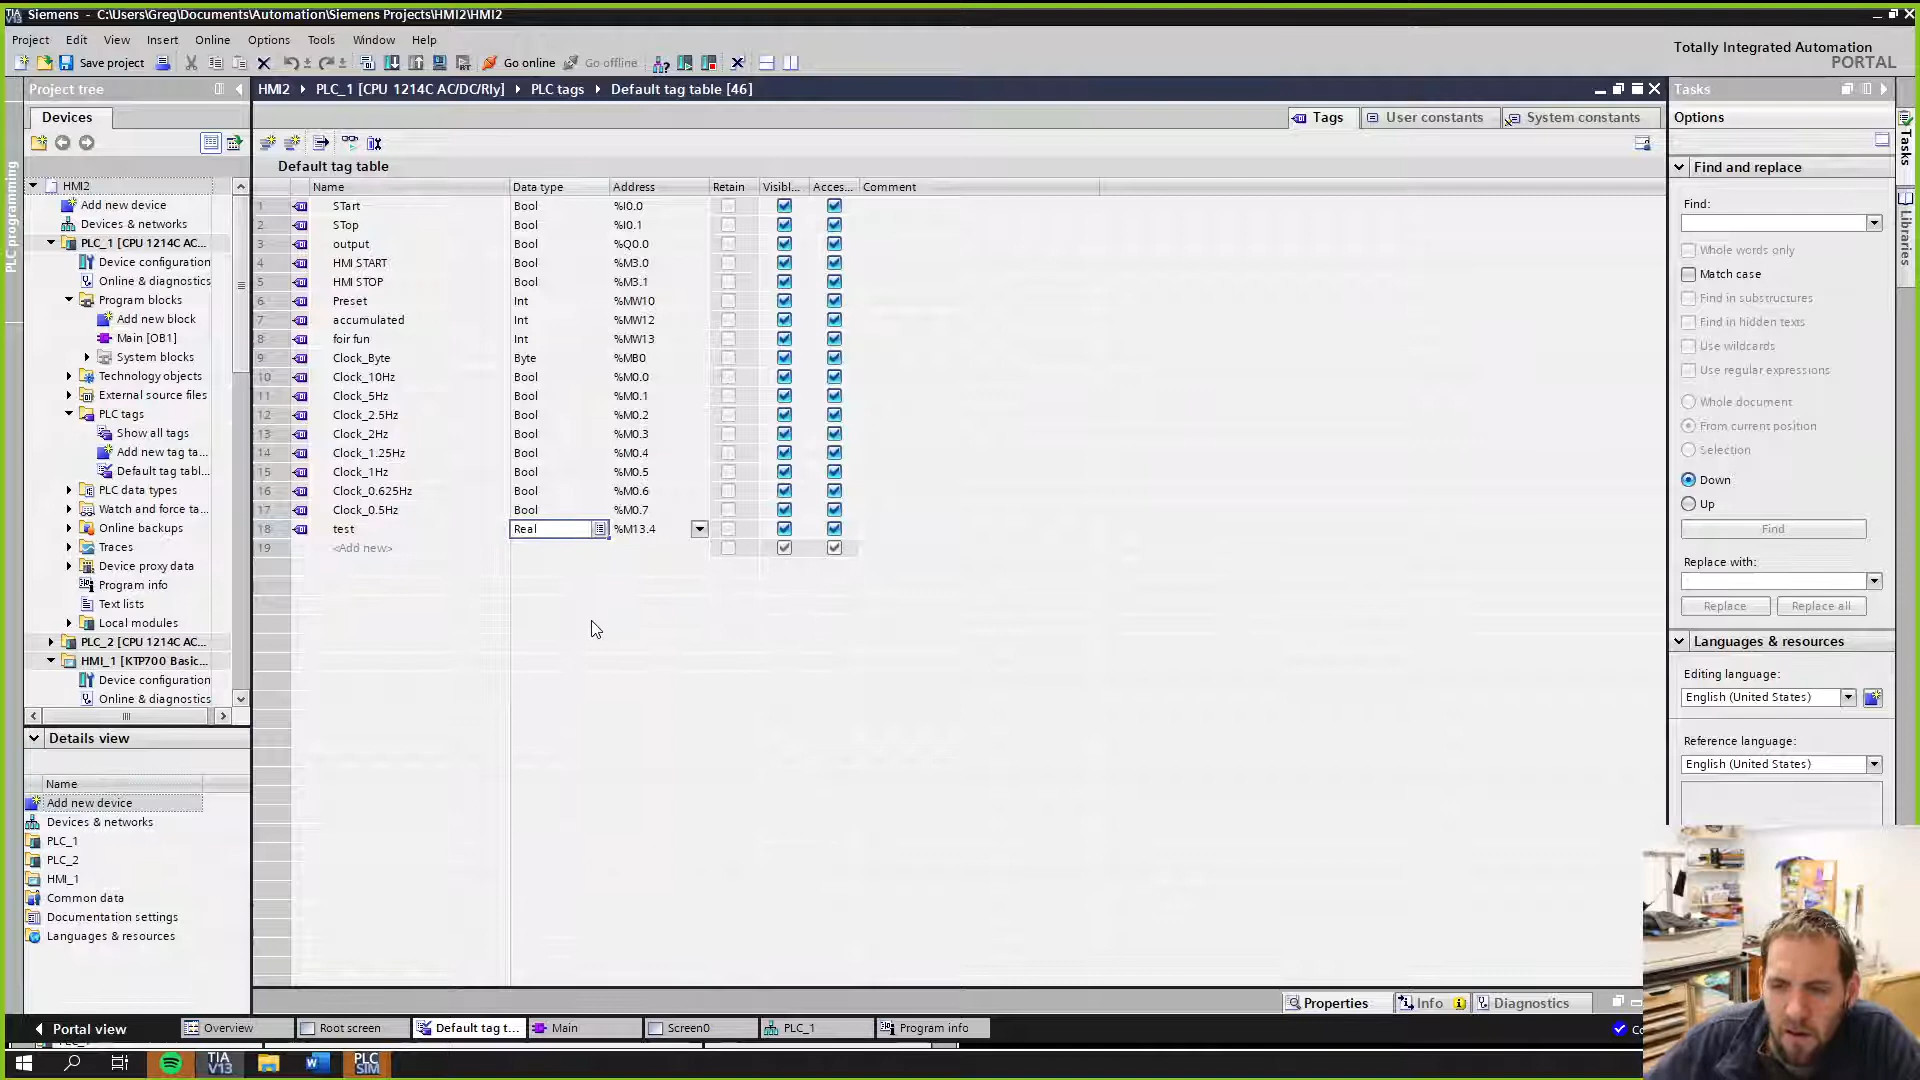 TIA V13 Siemens - C:\Users\Greg\Documents\Automation\Siemens Projects\HMI2\HMI2
Project Edit View Insert Online Options Tools Window Help
Totally Integrated Automation
PORTAL
Save project Go online Go offline
Project tree
HMI2 PLC_1 [CPU 1214C AC/DC/Rly] PLC tags Default tag table [46]
Tasks
Devices
Tags User constants System constants
Options
Default tag table
Find and replace
Name Data type Address Retain Visibl... Acces... Comment
1 STart Bool %I0.0
2 STop Bool %I0.1
3 output Bool %Q0.0
4 HMI START Bool %M3.0
5 HMI STOP Bool %M3.1
6 Preset Int %MW10
7 accumulated Int %MW12
8 foir fun Int %MW13
9 Clock_Byte Byte %MB0
10 Clock_10Hz Bool %M0.0
11 Clock_5Hz Bool %M0.1
12 Clock_2.5Hz Bool %M0.2
13 Clock_2Hz Bool %M0.3
14 Clock_1.25Hz Bool %M0.4
15 Clock_1Hz Bool %M0.5
16 Clock_0.625Hz Bool %M0.6
17 Clock_0.5Hz Bool %M0.7
18 test Real %M13.4
19 <Add new>
PLC programming
HMI2
Add new device
Devices & networks
PLC_1 [CPU 1214C AC...
Device configuration
Online & diagnostics
Program blocks
Add new block
Main [OB1]
System blocks
Technology objects
External source files
PLC tags
Show all tags
Add new tag ta...
Default tag tabl...
PLC data types
Watch and force ta...
Online backups
Traces
Device proxy data
Program info
Text lists
Local modules
PLC_2 [CPU 1214C AC...
HMI_1 [KTP700 Basic...
Device configuration
Online & diagnostics
Details view
Name
Add new device
Devices & networks
PLC_1
PLC_2
HMI_1
Common data
Documentation settings
Languages & resources
Find:
Whole words only
Match case
Find in substructures
Find in hidden texts
Use wildcards
Use regular expressions
Whole document
From current position
Selection
Down
Up
Find
Replace with:
Replace Replace all
Languages & resources
Editing language:
English (United States)
Reference language:
English (United States)
Tasks
Libraries
Properties Info Diagnostics
Portal view Overview Root screen Default tag t... Main Screen0 PLC_1 Program info
TIA V13
PLC SIM